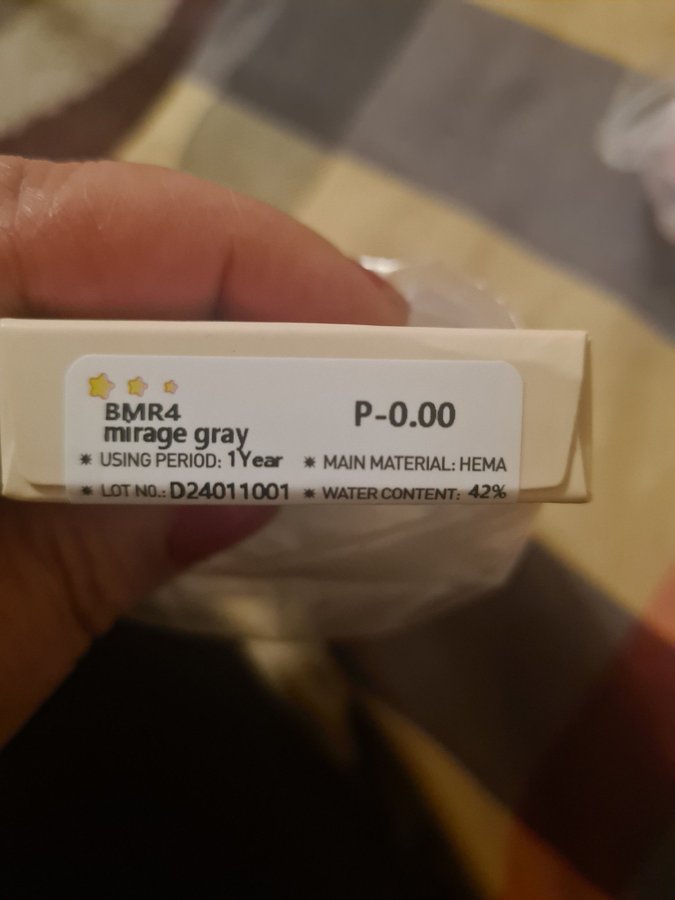 BMR4
P-0.00
mirage gray
* USING PERIOD: 1Year * MAIN MATERIAL: HEMA
* LOT NO.: D24011001 * WATER CONTENT: 42%